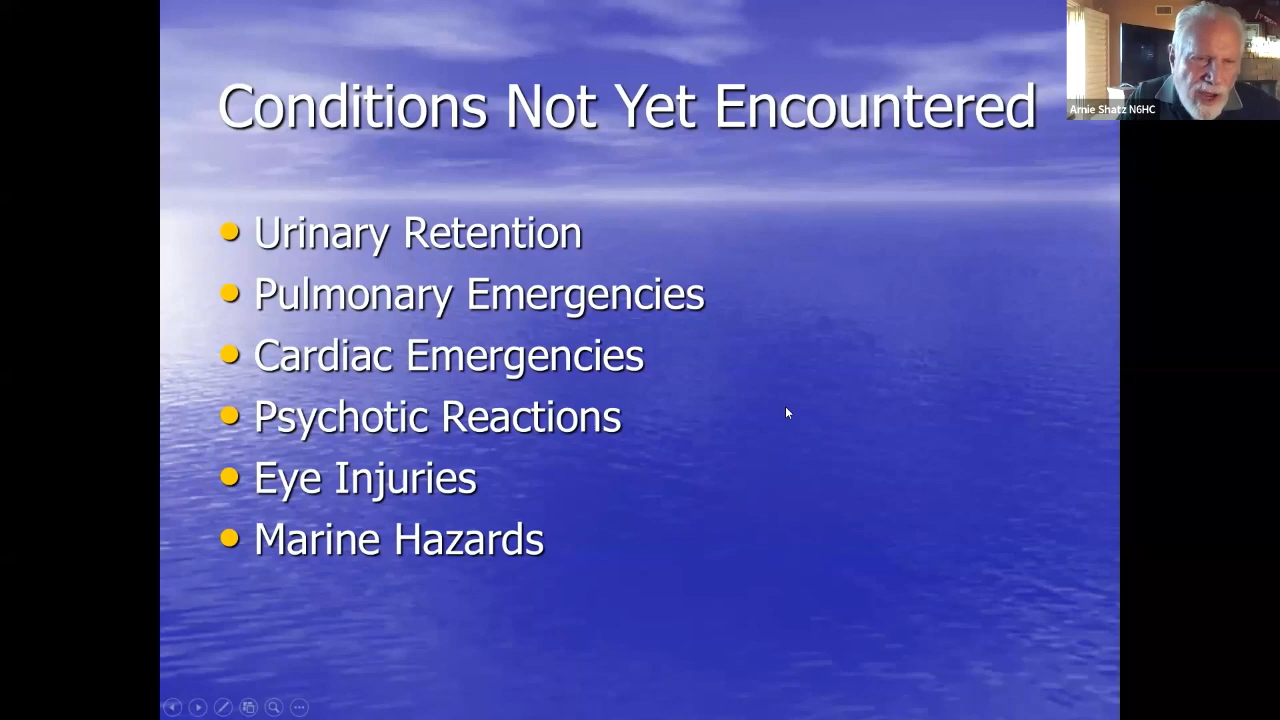 Conditions Not Yet Encountered
Arnie Shatz N6HC
Urinary Retention
Pulmonary Emergencies
Cardiac Emergencies
Psychotic Reactions
Eye Injuries
Marine Hazards